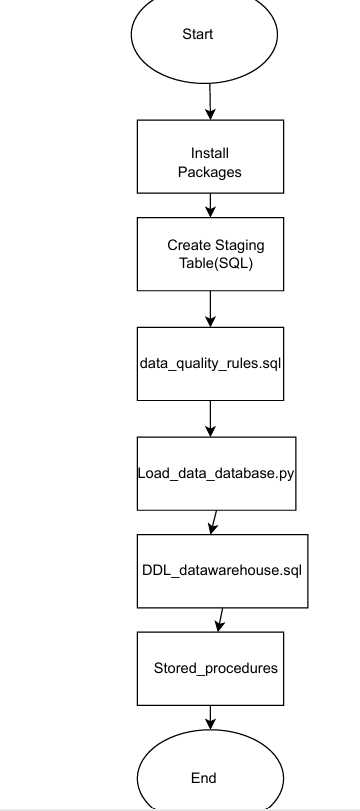 Start
Install
Packages
Create Staging
Table(SQL)
data_quality_rules.sql
Load_data_database.py
DDL_datawarehouse.sql
Stored_procedures
End